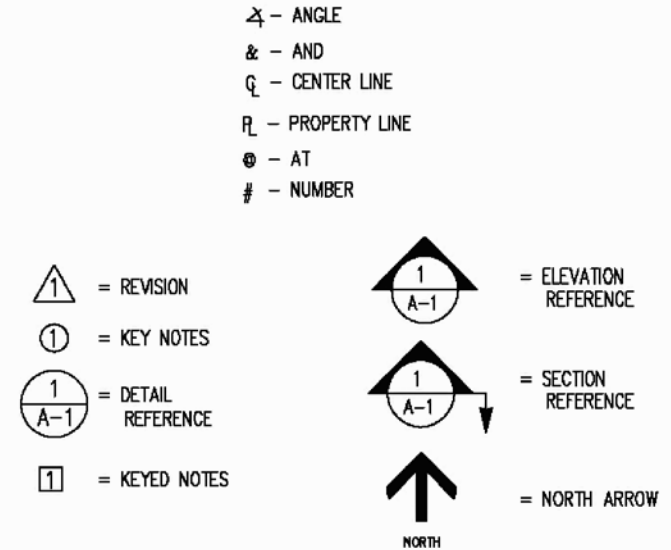 ∡ – ANGLE
& – AND
℄ – CENTER LINE
PL – PROPERTY LINE
@ – AT
# – NUMBER
1 = REVISION
1 = KEY NOTES
1
A-1
= DETAIL
REFERENCE
1 = KEYED NOTES
1
A-1
= ELEVATION
REFERENCE
1
A-1
= SECTION
REFERENCE
= NORTH ARROW
NORTH